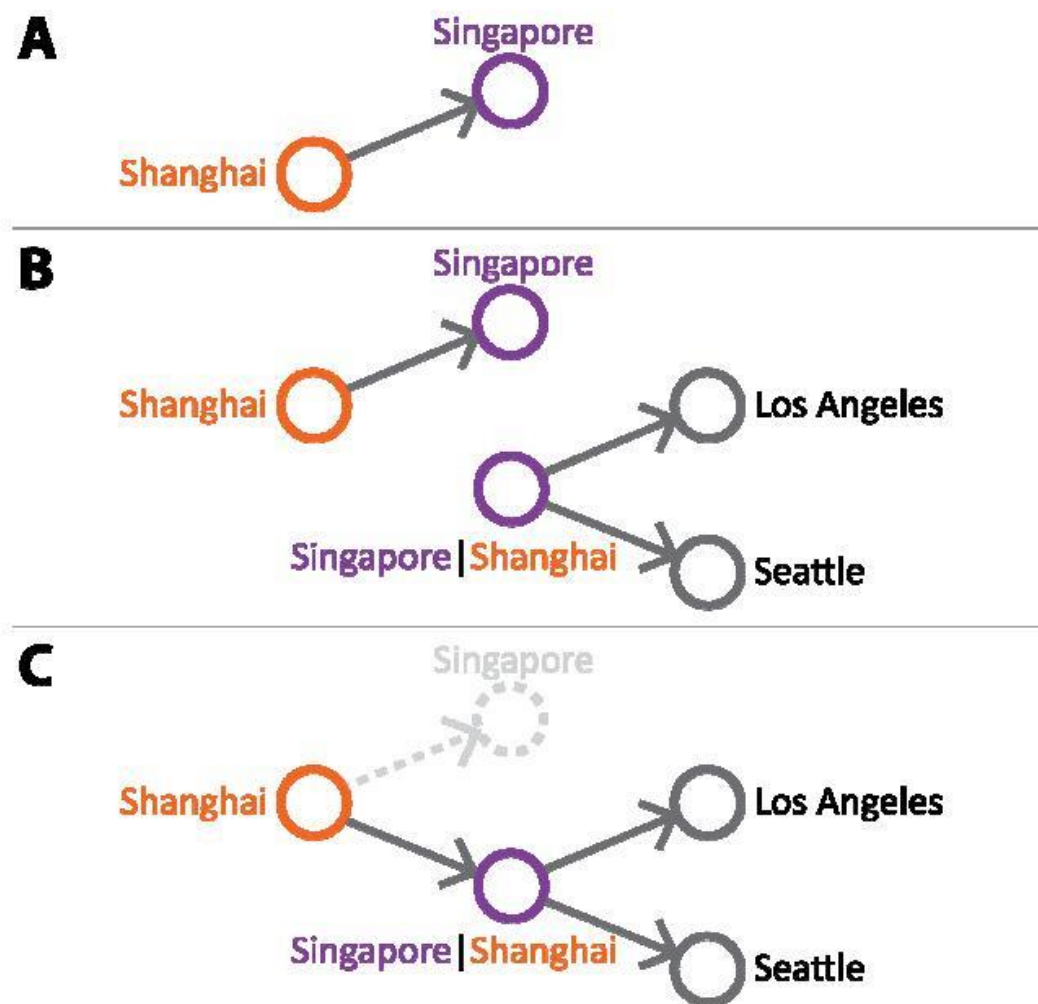 A
Singapore
Shanghai
B
Singapore
Shanghai
Los Angeles
Singapore|Shanghai
Seattle
C
Singapore
Shanghai
Los Angeles
Singapore|Shanghai
Seattle